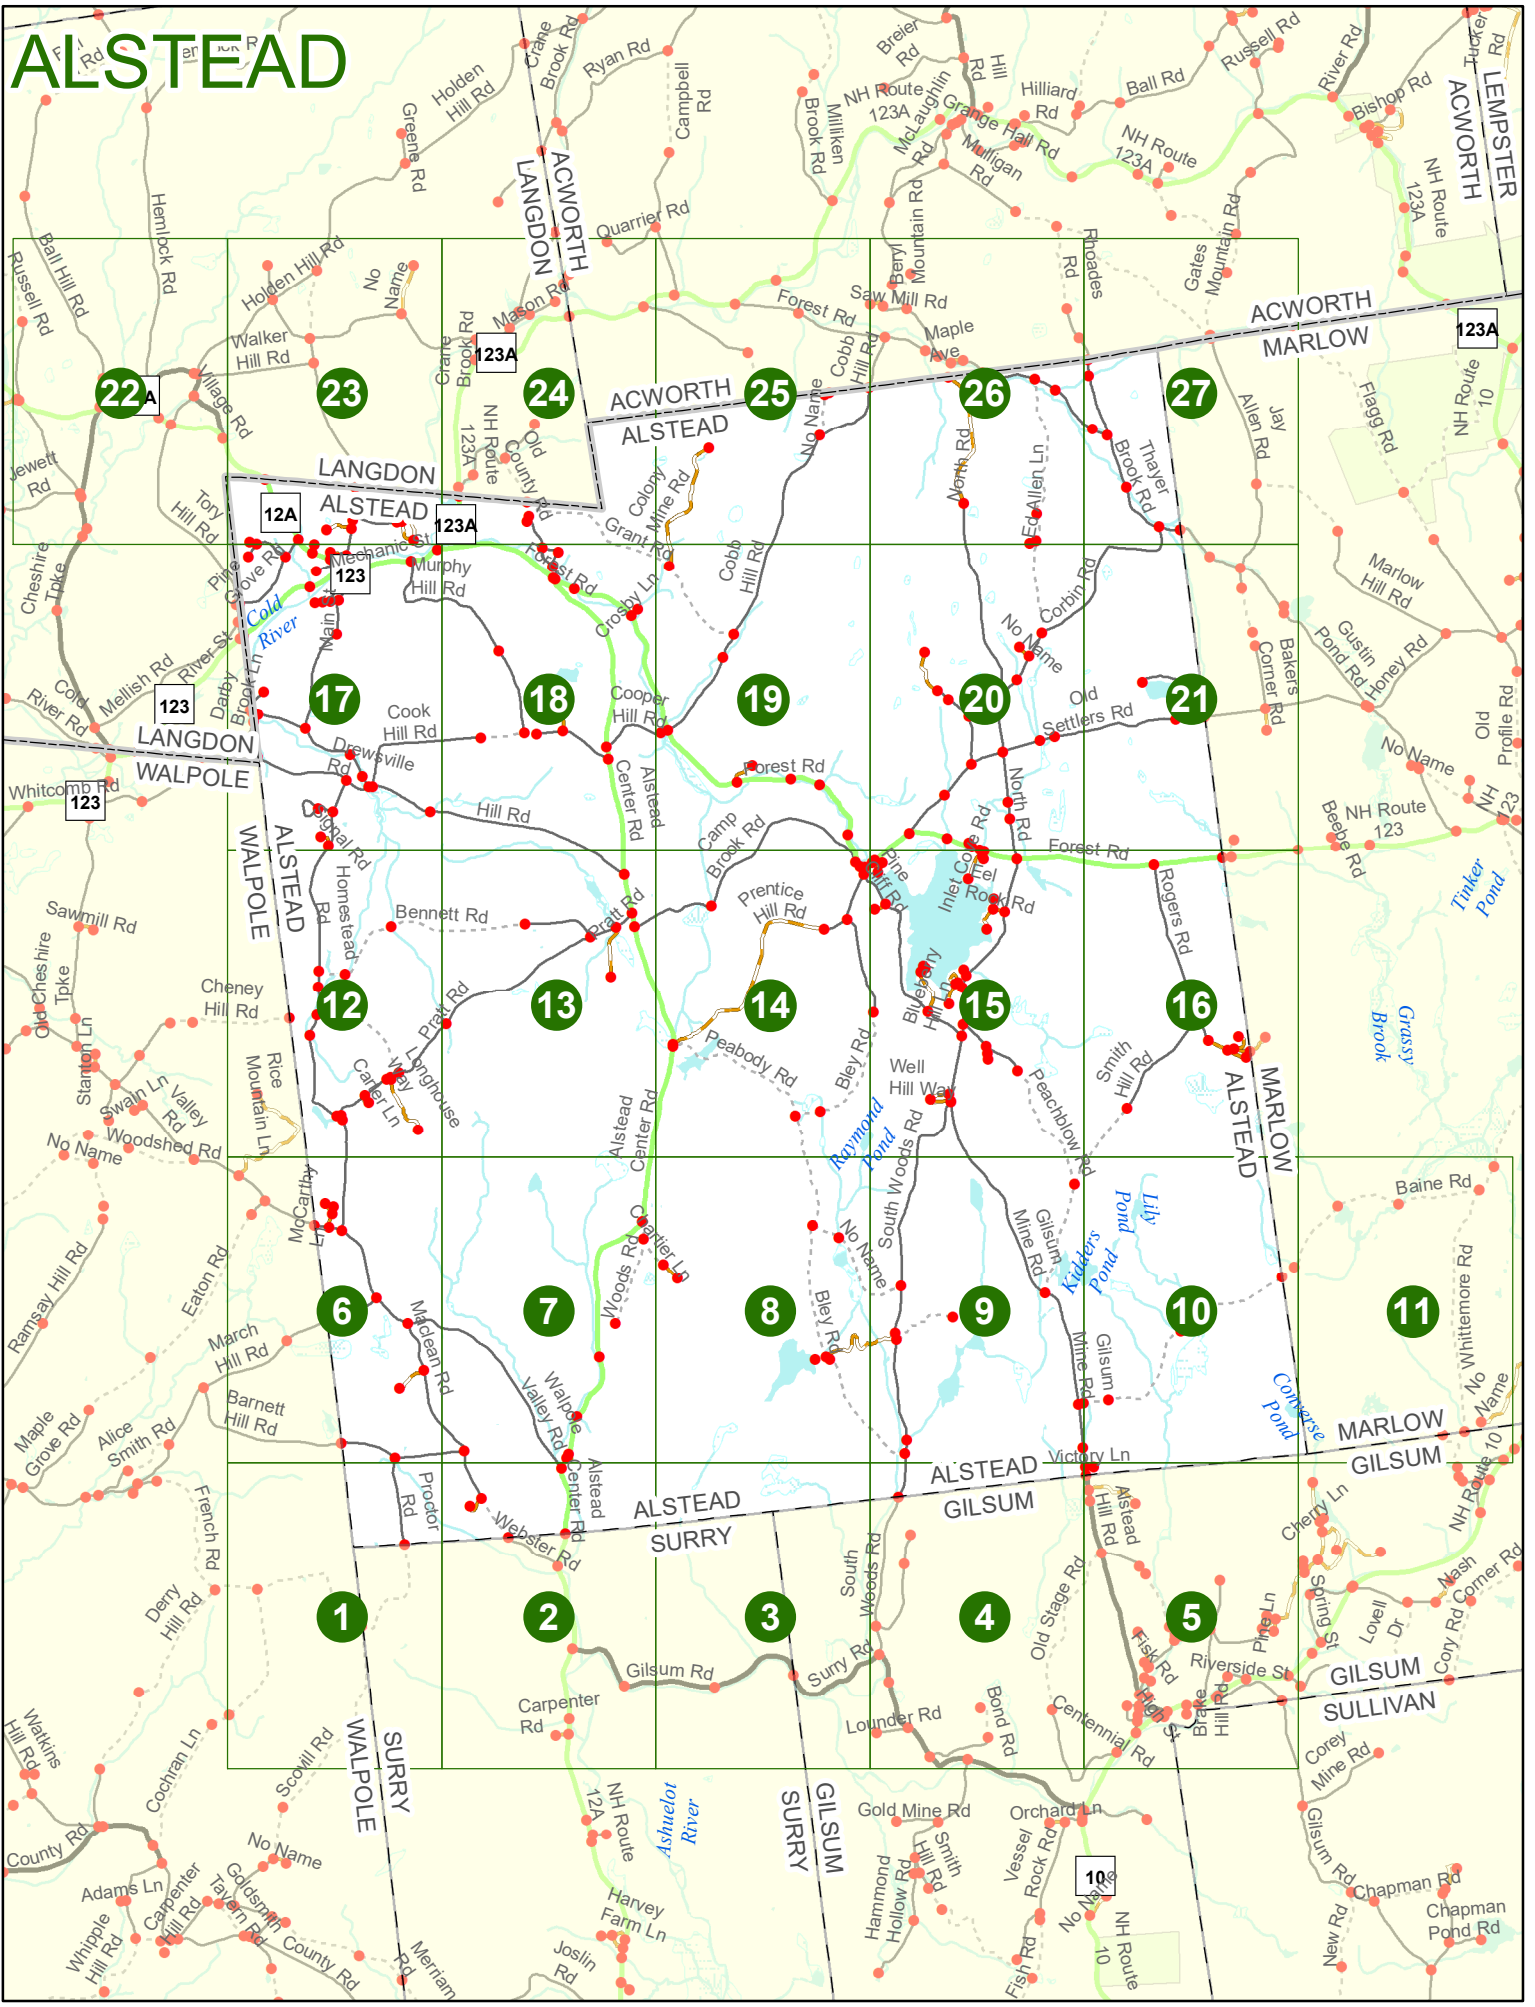 ALSTEAD
Crane
Brook Rd
Ryan Rd
Campbell
Rd
Holden
Hill Rd
Greene Rd
Hemlock Rd
Ball Hill Rd
Russell Rd
LANGDON
ACWORTH
Quarrier Rd
Breier
Rd
Hill
Rd
Milliken
Brook Rd
NH Route
123A
McLaughlin
Rd
Grange Hall Rd
Mulligan
Rd
Hilliard
Rd
Ball Rd
Russell Rd
River Rd
NH Route
123A
Bishop Rd
Tucker
Rd
ACWORTH
LEMPSTER
NH Route
123A
Beryl
Mountain Rd
Rhoades
Rd
Gates
Mountain Rd
Holden Hill Rd
No
Name
Walker
Hill Rd
Village Rd
Mason Rd
Crane
Brook Rd
123A
Forest Rd
Saw Mill Rd
Maple
Ave
Cobb
Hill Rd
ACWORTH
MARLOW
123A
22
A
23
24
25
26
27
ACWORTH
ALSTEAD
No Name
NH Route
123A
Old
County Rd
Jewett
Rd
Tory
Hill Rd
Cheshire
Tpke
LANGDON
ALSTEAD
12A
123A
Colony
Mine Rd
Grant Rd
North Rd
Ed Allen Ln
Thayer
Brook Rd
Jay
Allen Rd
Flagg Rd
NH Route
10
Mechanic St
Pine
Grove Rd
123
Murphy
Hill Rd
Forest Rd
Crosby Ln
Cobb
Hill Rd
Cold
River
Main St
Corbin Rd
No
Name
Marlow
Hill Rd
Gustin
Pond Rd
Honey Rd
Bakers
Corner Rd
Mellish Rd
River St
Cold
River Rd
Darby
Brook Ln
123
17
18
19
20
21
Cook
Hill Rd
Cooper
Hill Rd
Old
Settlers Rd
Old
Profile Rd
No Name
LANGDON
WALPOLE
Drewsville
Rd
Whitcomb Rd
123
Signal Rd
Hill Rd
Center Rd
Alstead
Forest Rd
Camp
Brook Rd
North Rd
Inlet Cove Rd
Forest Rd
Beebe Rd
NH Route
123
NH
123
WALPOLE
ALSTEAD
Homestead
Rd
Bennett Rd
Pratt Rd
Prentice
Hill Rd
Pine
Cliff Rd
Eel
Rock Rd
Rogers Rd
Tinker
Pond
Sawmill Rd
Old Cheshire
Tpke
Cheney
Hill Rd
12
13
14
15
16
Pratt Rd
Blueberry
Hill Ln
Grassy
Brook
Stanton Ln
Swain Ln
Valley
Rd
Rice
Mountain Ln
Carter Ln
Longhouse
Way
Peabody Rd
Bley Rd
Well
Hill Way
Peachblow Rd
Smith
Hill Rd
MARLOW
ALSTEAD
No Name
Woodshed Rd
Alstead
Center Rd
Raymond
Pond
South Woods Rd
Lily
Pond
Kidders
Pond
Baine Rd
McCarthy
Ln
Ramsay Hill Rd
Eaton Rd
Woods Rd
Chartier Ln
No Name
Gilsum
Mine Rd
Whittemore Rd
6
7
8
9
10
11
March
Hill Rd
Maclean Rd
Bley Rd
Gilsum
Mine Rd
No
Name
Barnett
Hill Rd
Maple
Grove Rd
Alice
Smith Rd
Walpole
Valley Rd
Converse
Pond
MARLOW
GILSUM
Proctor
Rd
Alstead
Center Rd
Victory Ln
ALSTEAD
GILSUM
ALSTEAD
SURRY
Webster Rd
French Rd
Derry
Hill Rd
South
Woods Rd
Old Stage Rd
Alstead
Hill Rd
Cherry Ln
NH Route 10
Nash
Corner Rd
1
2
3
4
5
Spring St
Pine Ln
Lovell
Dr
Cory Rd
Fisk Rd
Riverside St
GILSUM
SULLIVAN
Gilsum Rd
Surry Rd
Carpenter
Rd
Lounder Rd
Bond Rd
Centennial Rd
High
St
Brake
Hill Rd
Corey
Mine Rd
Watkins
Hill Rd
Cochran Ln
Scovill Rd
WALPOLE
SURRY
NH Route
12A
Ashuelot
River
SURRY
GILSUM
Gold Mine Rd
Orchard Ln
Smith
Hill Rd
Vessel
Rock Rd
10
No Name
Gilsum Rd
County Rd
Adams Ln
No Name
Goldsmith
Tavern Rd
Carpenter
Hill Rd
Whipple
Hill Rd
County Rd
Merriam
Rd
Harvey
Farm Ln
Joslin
Rd
Hammond
Hollow Rd
Fish Rd
NH Route
10
New Rd
Chapman Rd
Chapman
Pond Rd